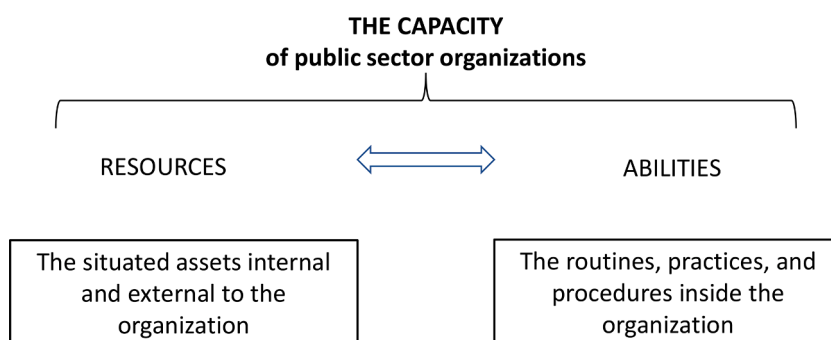 THE CAPACITY
of public sector organizations
RESOURCES
ABILITIES
The situated assets internal
and external to the
organization
The routines, practices, and
procedures inside the
organization